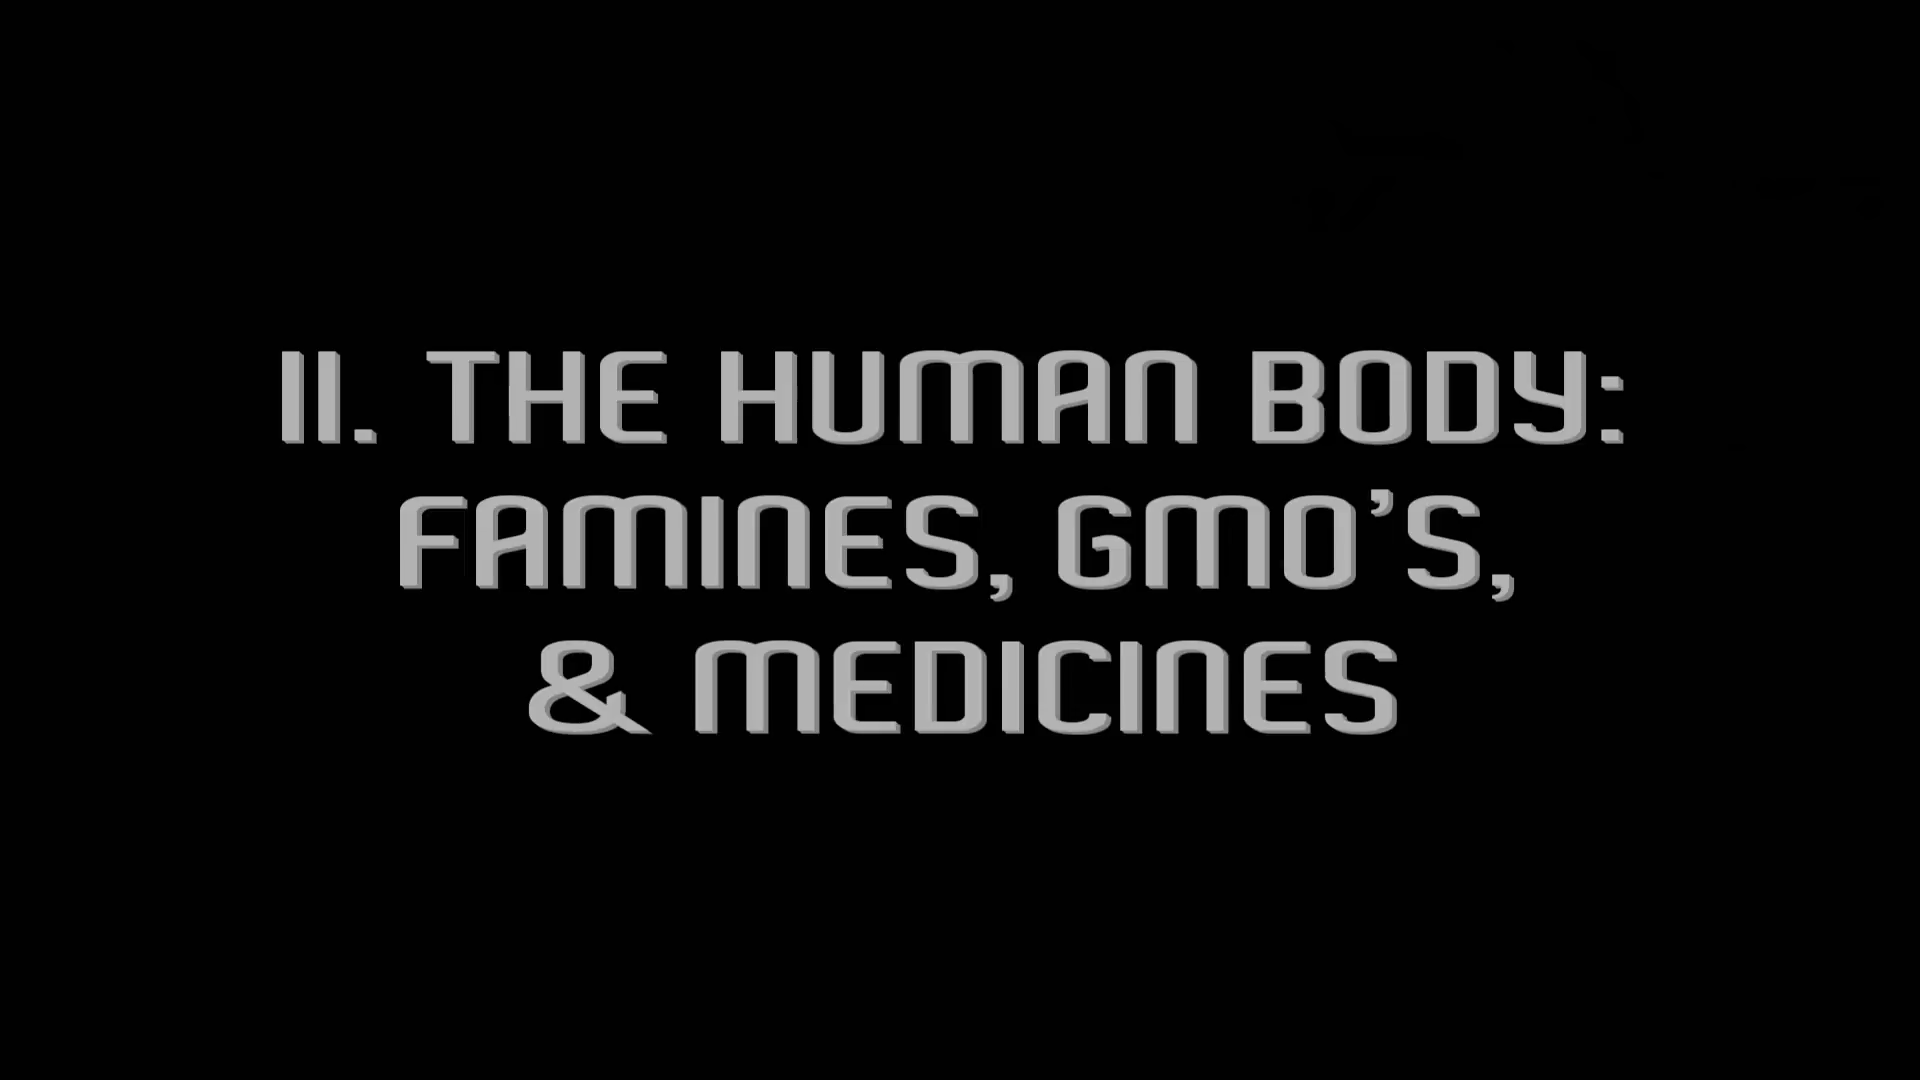 II. THE HUMAN BODY:
FAMINES, GMO’S,
& MEDICINES